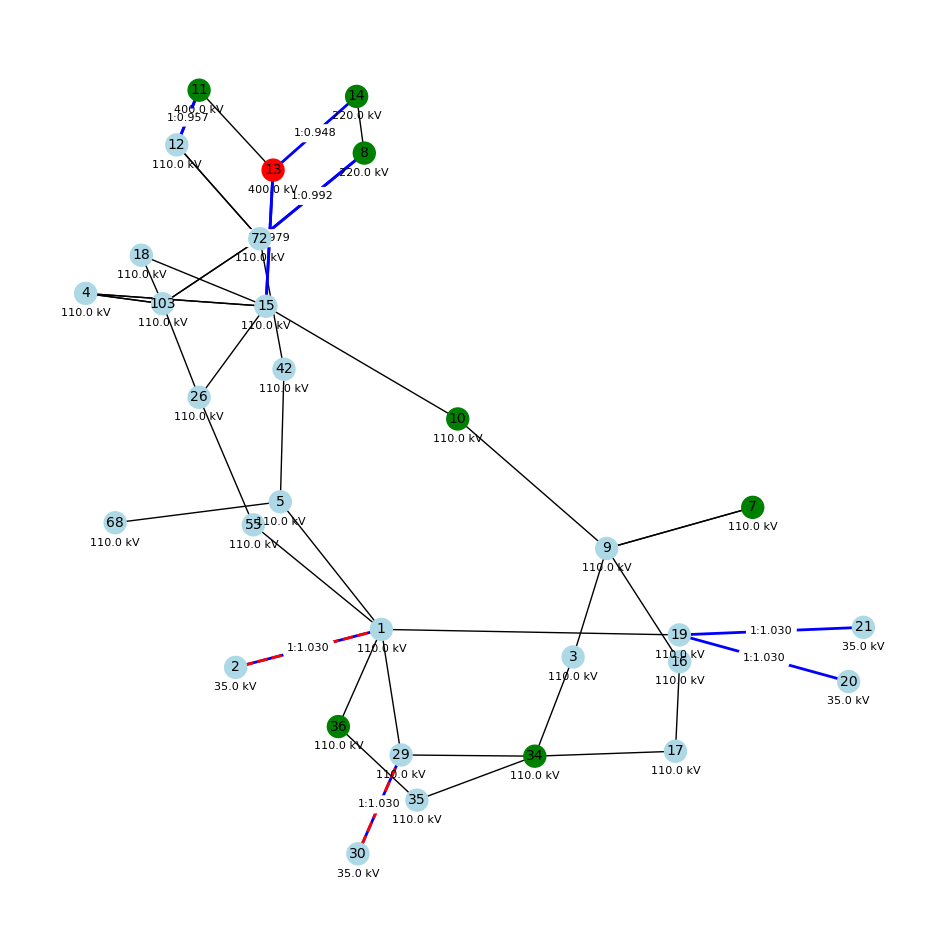 11
400.0 kV
14
220.0 kV
1:0.957
1:0.948
12
110.0 kV
8
220.0 kV
13
400.0 kV
1:0.992
72
979
110.0 kV
18
110.0 kV
4
110.0 kV
103
110.0 kV
15
110.0 kV
42
110.0 kV
26
110.0 kV
10
110.0 kV
5
110.0 kV
7
110.0 kV
68
110.0 kV
55
110.0 kV
9
110.0 kV
1
110.0 kV
19
110.0 kV
1:1.030
21
35.0 kV
1:1.030
2
35.0 kV
3
110.0 kV
16
110.0 kV
1:1.030
20
35.0 kV
36
110.0 kV
29
110.0 kV
34
110.0 kV
17
110.0 kV
1:1.030
35
110.0 kV
30
35.0 kV